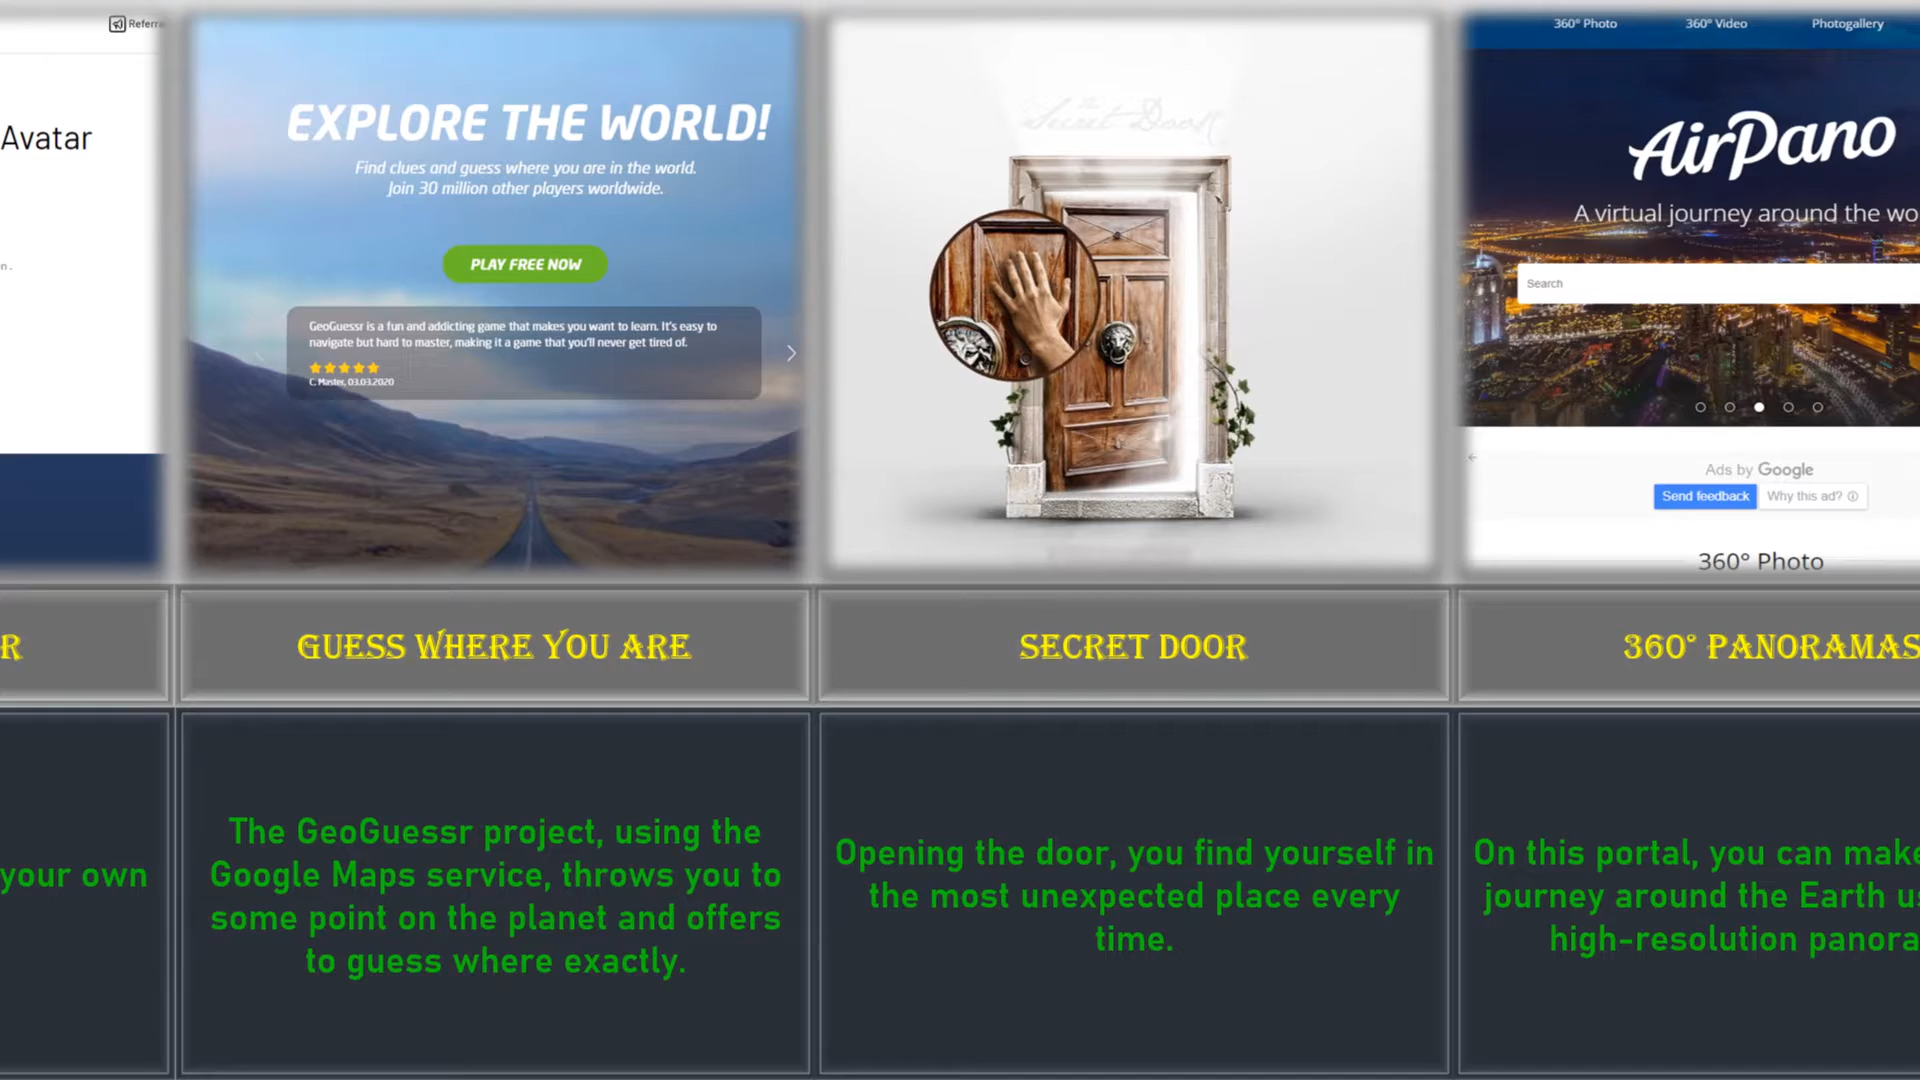 Avatar
EXPLORE THE WORLD!
Find clues and guess where you are in the world.
Join 30 million other players worldwide.
PLAY FREE NOW
GeoGuessr is a fun and addicting game that makes you want to learn. It's easy to
navigate but hard to master, making it a game that you'll never get tired of.
C. Master, 03.03.2020
Secret Door
360° Photo 360° Video Photogallery
AirPano
A virtual journey around the
Search
Ads by Google
Send feedback Why this ad?
360° Photo
R
GUESS WHERE YOU ARE
SECRET DOOR
360° PANORAMAS
your own
The GeoGuessr project, using the
Google Maps service, throws you to
some point on the planet and offers
to guess where exactly.
Opening the door, you find yourself in
the most unexpected place every
time.
On this portal, you can make
journey around the Earth
high-resolution